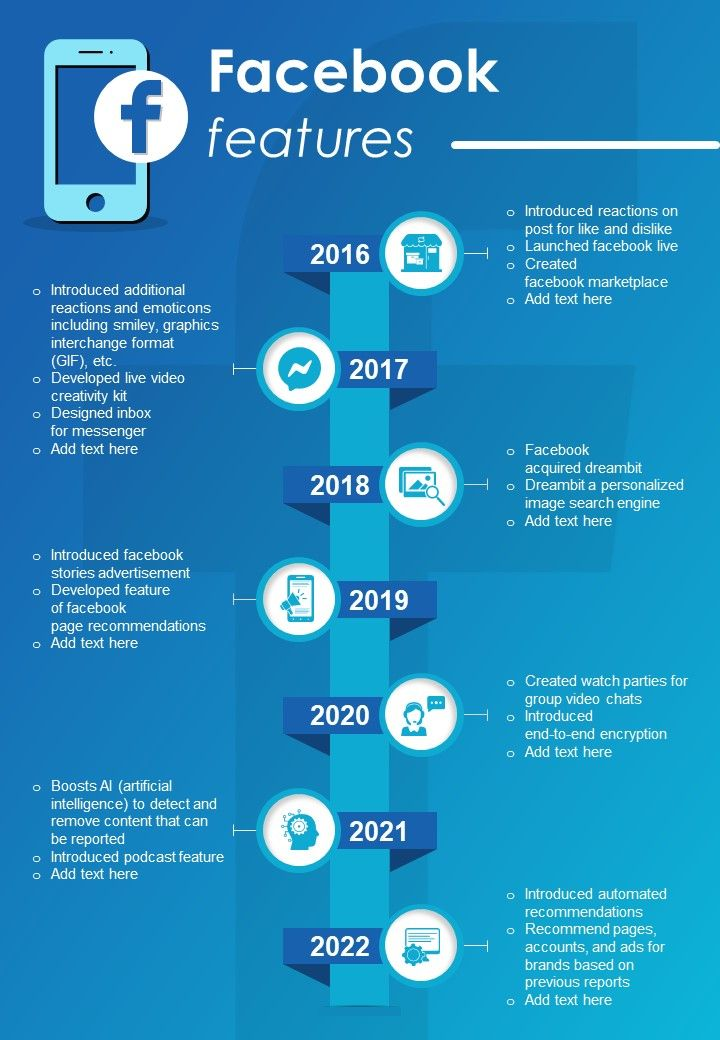 f
Facebook
features
2016
o Introduced reactions on
post for like and dislike
o Launched facebook live
o Created
facebook marketplace
o Add text here
o Introduced additional
reactions and emoticons
including smiley, graphics
interchange format
(GIF), etc.
o Developed live video
creativity kit
o Designed inbox
for messenger
o Add text here
2017
2018
o Facebook
acquired dreambit
o Dreambit a personalized
image search engine
o Add text here
o Introduced facebook
stories advertisement
o Developed feature
of facebook
page recommendations
o Add text here
2019
2020
o Created watch parties for
group video chats
o Introduced
end-to-end encryption
o Add text here
o Boosts AI (artificial
intelligence) to detect and
remove content that can
be reported
o Introduced podcast feature
o Add text here
2021
2022
o Introduced automated
recommendations
o Recommend pages,
accounts, and ads for
brands based on
previous reports
o Add text here